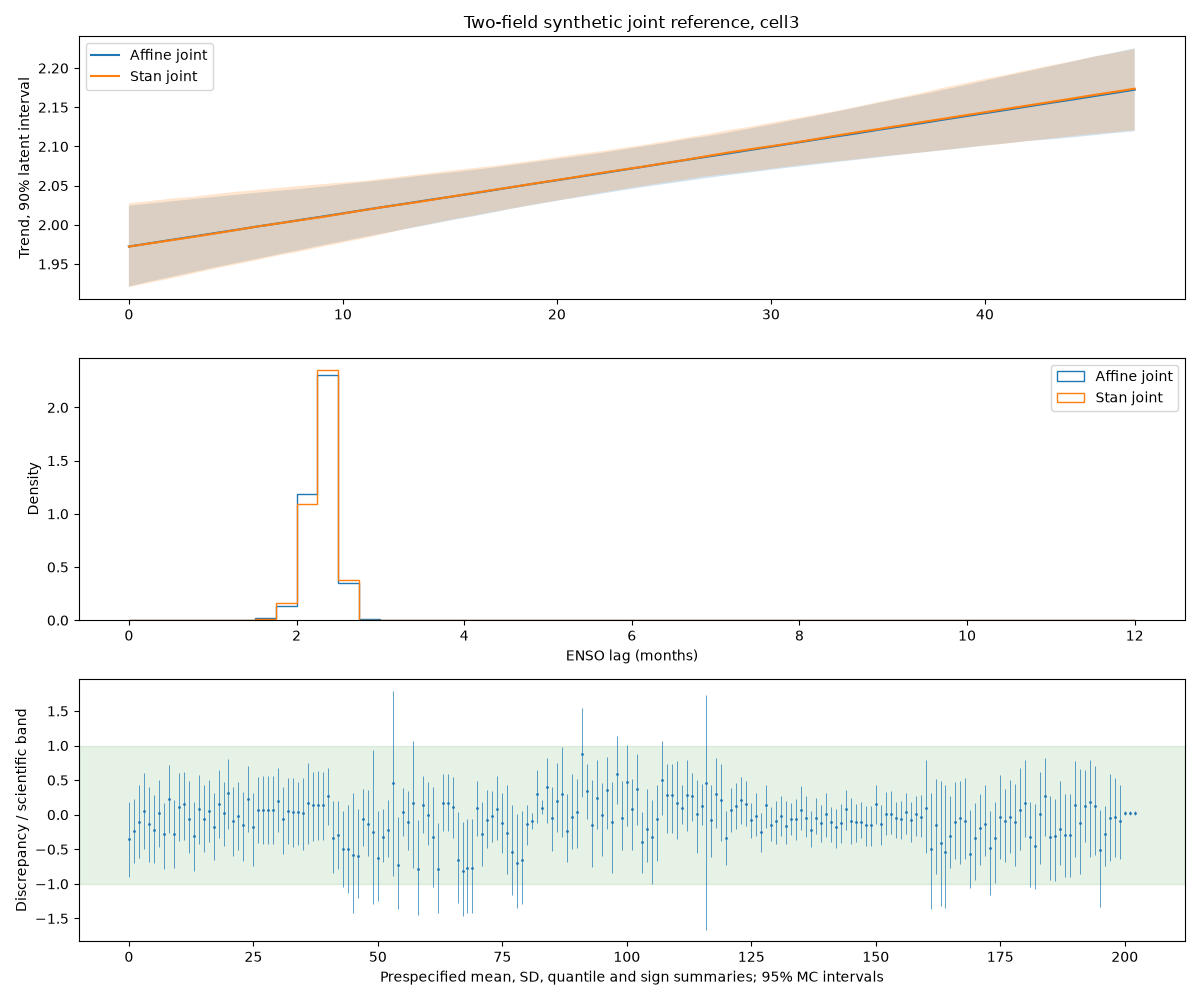 Two-field synthetic joint reference, cell3
Affine joint
Stan joint
Trend, 90% latent interval
2.20
2.15
2.10
2.05
2.00
1.95
0 10 20 30 40
Affine joint
Stan joint
Density
2.0
1.5
1.0
0.5
0.0
0 2 4 6 8 10 12
ENSO lag (months)
Discrepancy / scientific band
1.5
1.0
0.5
0.0
−0.5
−1.0
−1.5
0 25 50 75 100 125 150 175 200
Prespecified mean, SD, quantile and sign summaries; 95% MC intervals